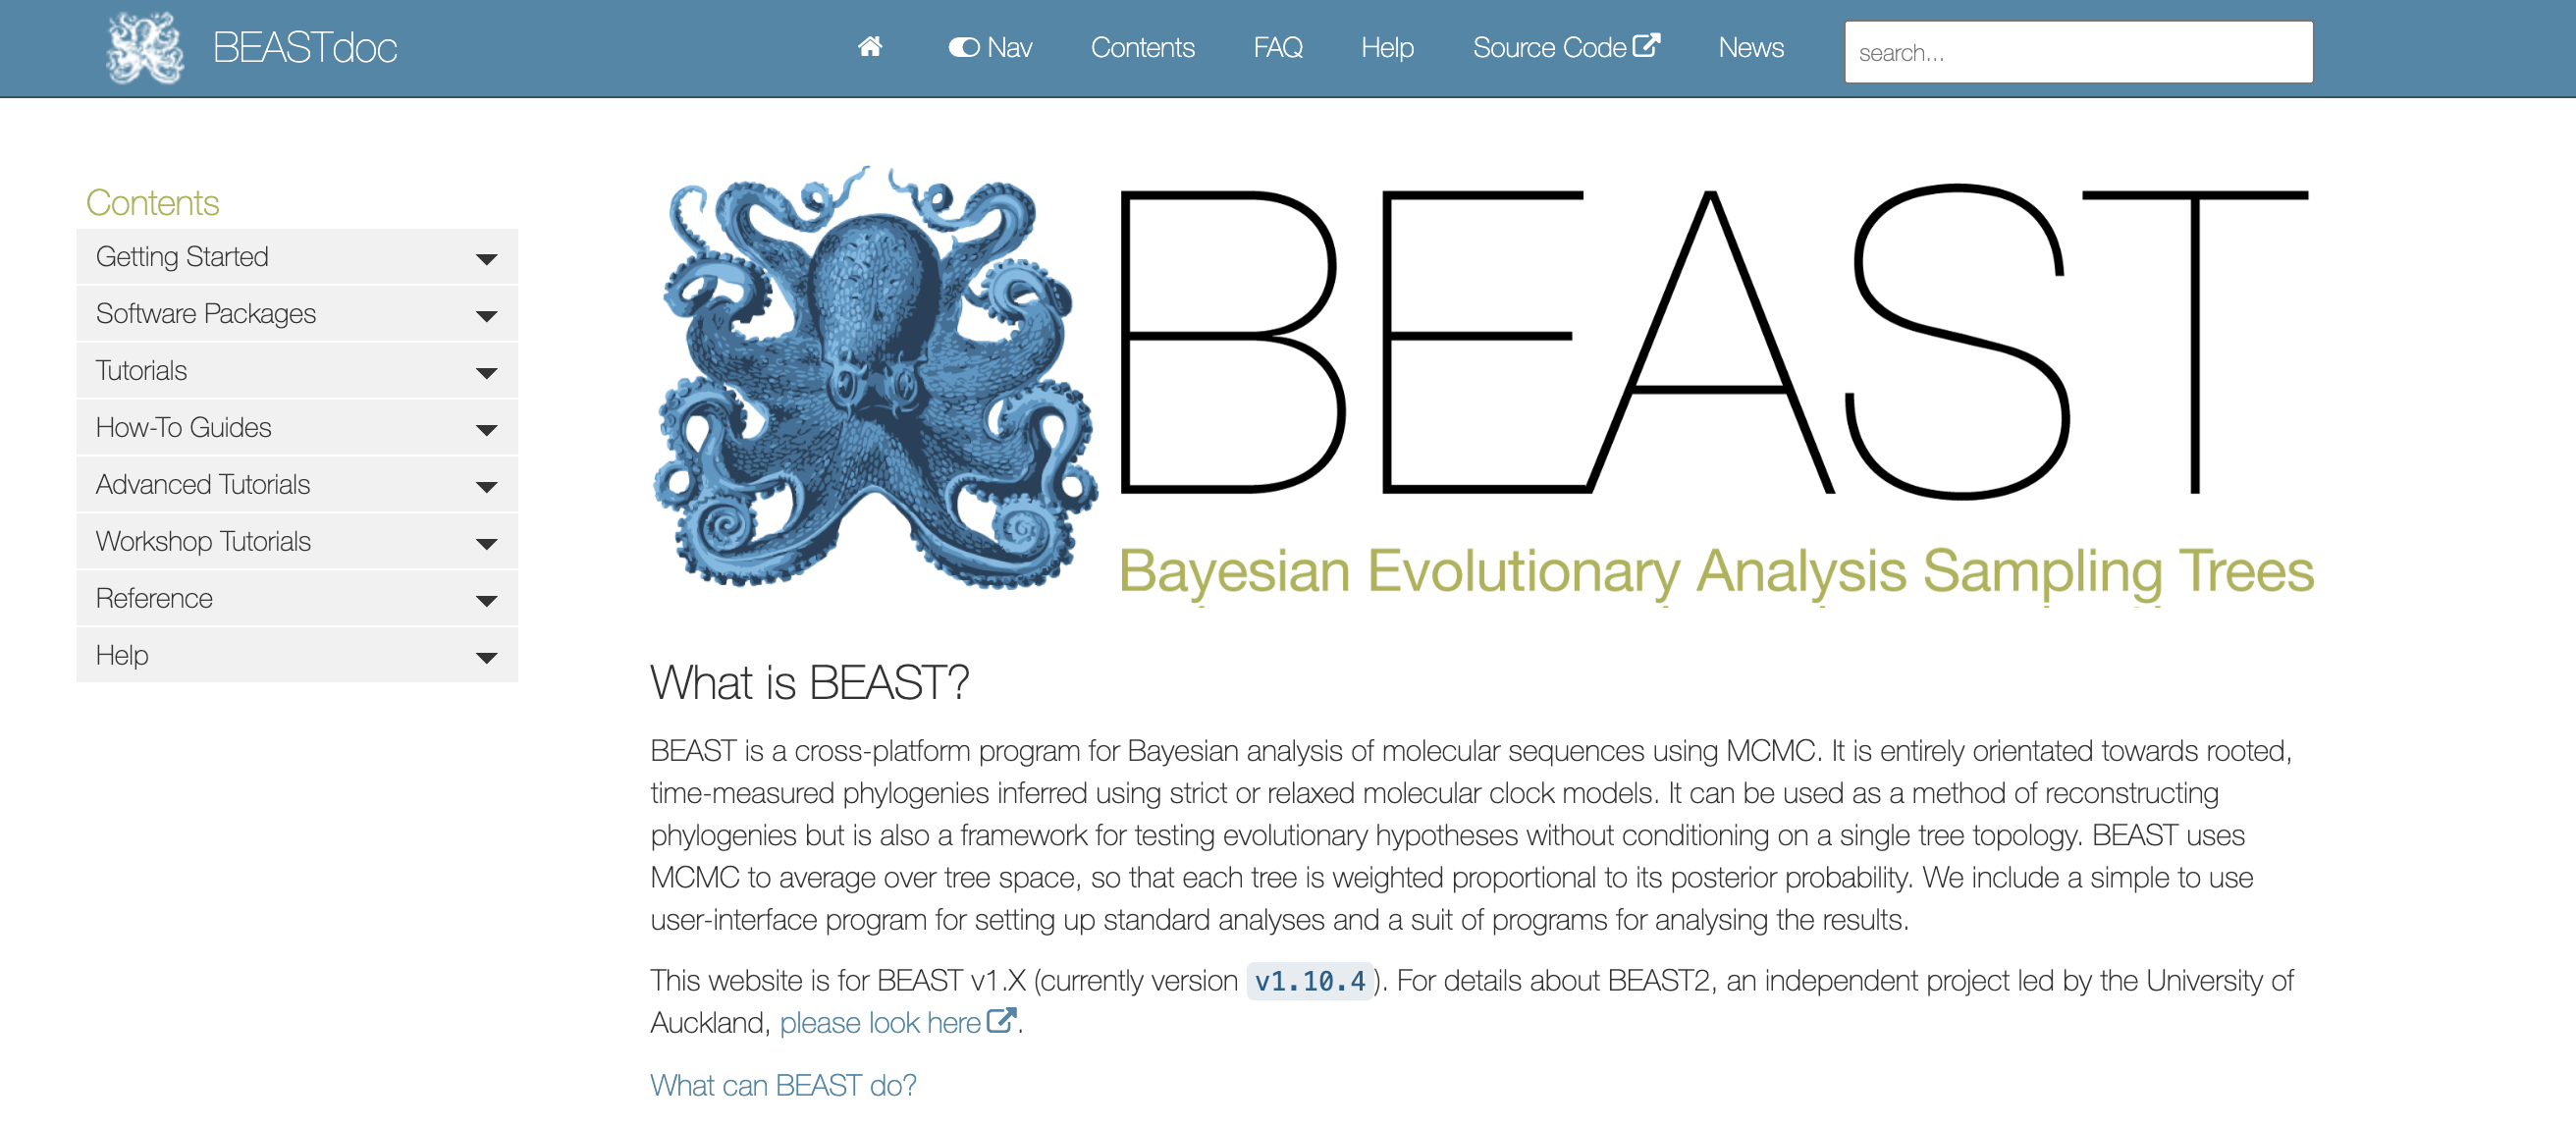 BEASTdoc
Nav Contents FAQ Help Source Code News search...
Contents
Getting Started
Software Packages
Tutorials
How-To Guides
Advanced Tutorials
Workshop Tutorials
Reference
Help
BEAST
Bayesian Evolutionary Analysis Sampling Trees
What is BEAST?
BEAST is a cross-platform program for Bayesian analysis of molecular sequences using MCMC. It is entirely orientated towards rooted,
time-measured phylogenies inferred using strict or relaxed molecular clock models. It can be used as a method of reconstructing
phylogenies but is also a framework for testing evolutionary hypotheses without conditioning on a single tree topology. BEAST uses
MCMC to average over tree space, so that each tree is weighted proportional to its posterior probability. We include a simple to use
user-interface program for setting up standard analyses and a suit of programs for analysing the results.
This website is for BEAST v1.X (currently version v1.10.4). For details about BEAST2, an independent project led by the University of
Auckland, please look here.
What can BEAST do?